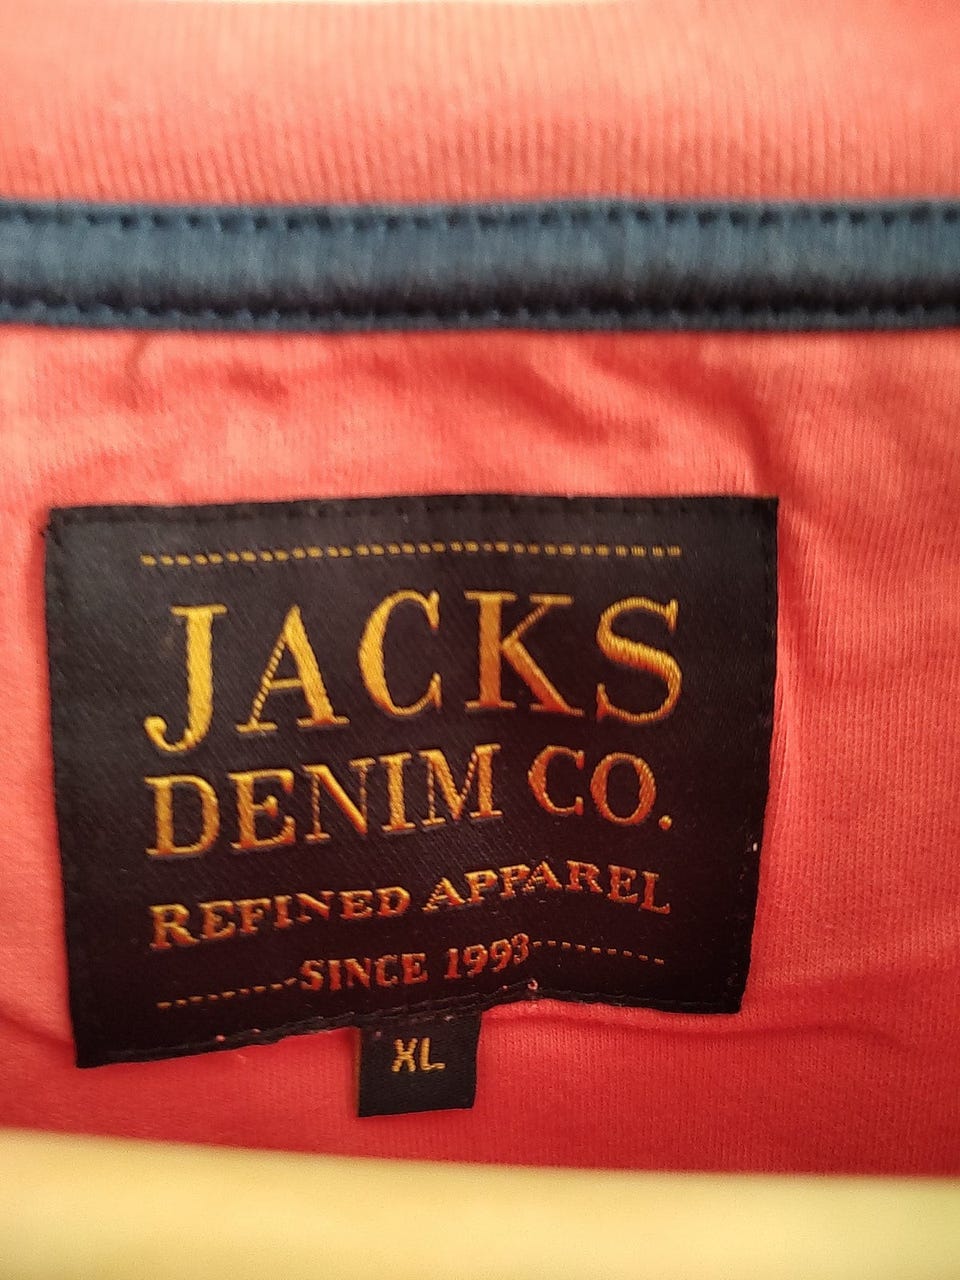 JACKS
DENIM CO.
REFINED APPAREL
SINCE 1993
XL